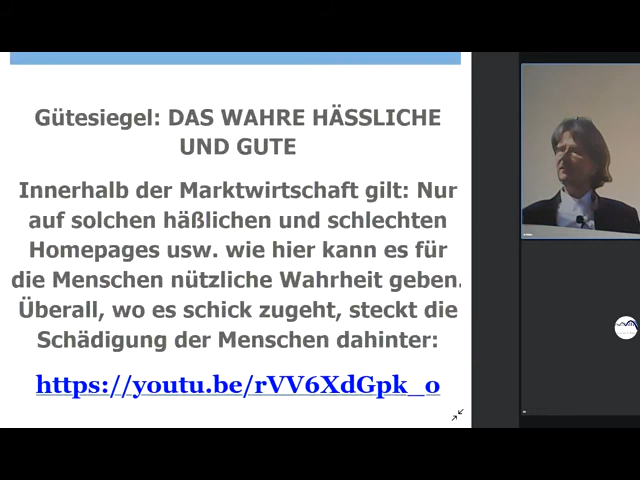 Gütesiegel: DAS WAHRE HÄSSLICHE
UND GUTE
Innerhalb der Marktwirtschaft gilt: Nur
auf solchen häßlichen und schlechten
Homepages usw. wie hier kann es für
die Menschen nützliche Wahrheit geben.
Überall, wo es schick zugeht, steckt die
Schädigung der Menschen dahinter:
https://youtu.be/rVV6XdGpk_o